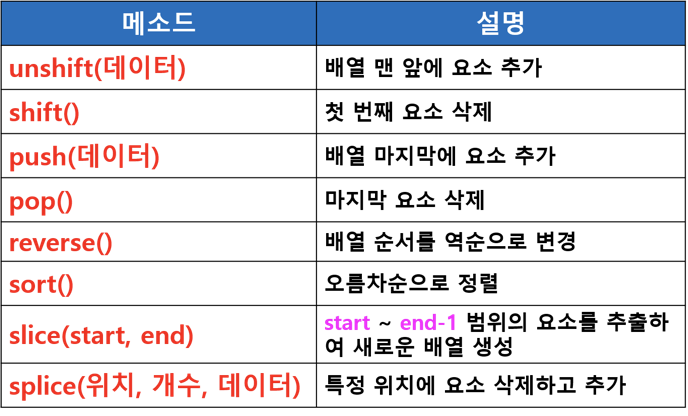 메소드 설명
unshift(데이터) 배열 맨 앞에 요소 추가
shift() 첫 번째 요소 삭제
push(데이터) 배열 마지막에 요소 추가
pop() 마지막 요소 삭제
reverse() 배열 순서를 역순으로 변경
sort() 오름차순으로 정렬
slice(start, end) start ~ end-1 범위의 요소를 추출하
여 새로운 배열 생성
splice(위치, 개수, 데이터) 특정 위치에 요소 삭제하고 추가